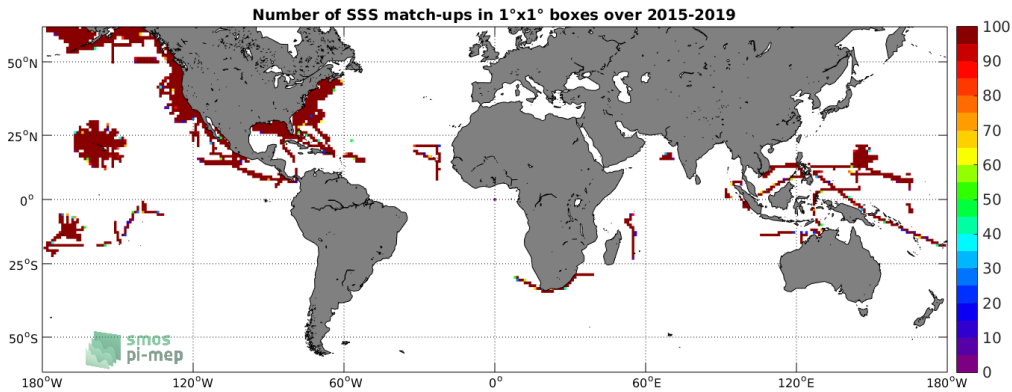 Number of SSS match-ups in 1°x1° boxes over 2015-2019
50°N
25°N
0°
25°S
50°S
180°W
120°W
60°W
0°
60°E
120°E
180°W
100
90
80
70
60
50
40
30
20
10
0
smos
pi-mep